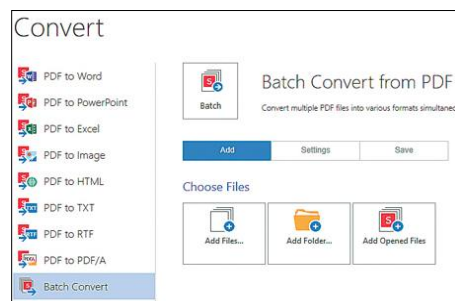 Convert
PDF to Word
PDF to PowerPoint
PDF to Excel
PDF to Image
PDF to HTML
PDF to TXT
PDF to RTF
PDF to PDF/A
Batch Convert
Batch
Batch Convert from PDF
Convert multiple PDF files into various formats
Add Settings Save
Choose Files
Add Files... Add Folder... Add Opened Files